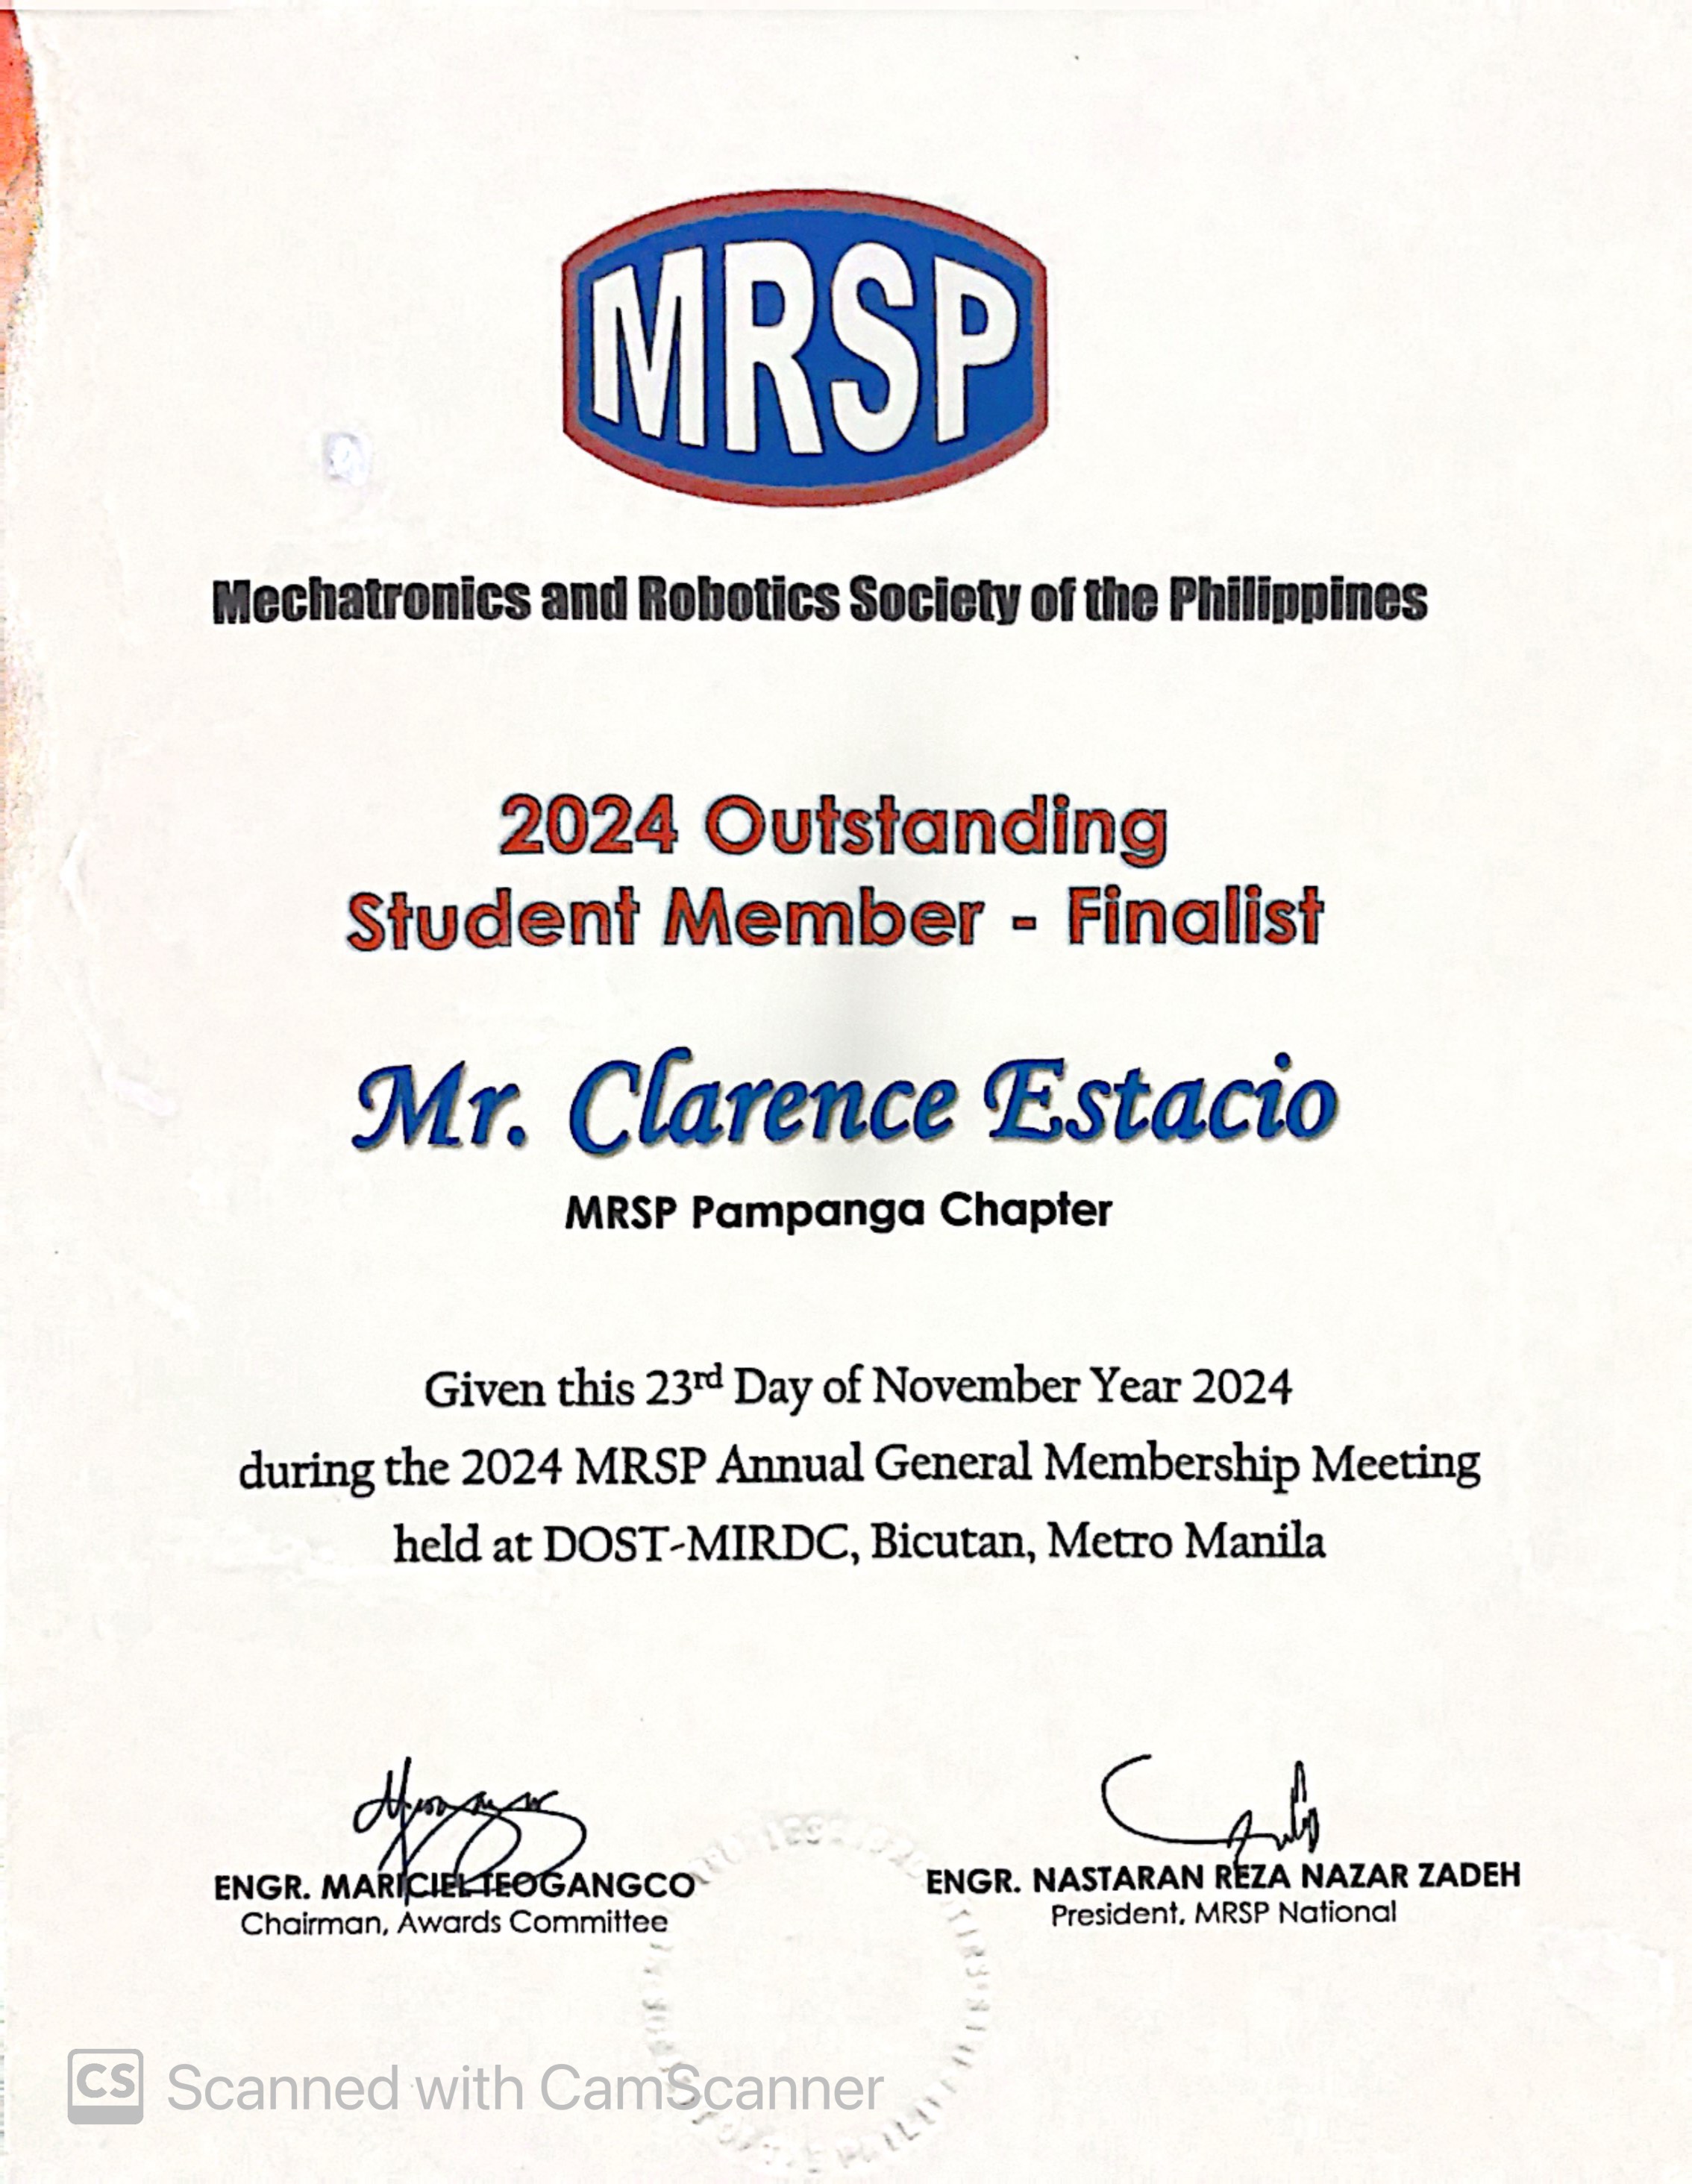 MRSP
Mechatronics and Robotics Society of the Philippines
2024 Outstanding
Student Member - Finalist
Mr. Clarence Estacio
MRSP Pampanga Chapter
Given this 23rd Day of November Year 2024
during the 2024 MRSP Annual General Membership Meeting
held at DOST-MIRDC, Bicutan, Metro Manila
ENGR. MARICIEL TEOGANGCO
Chairman, Awards Committee
ENGR. NASTARAN REZA NAZAR ZADEH
President, MRSP National
CS Scanned with CamScanner